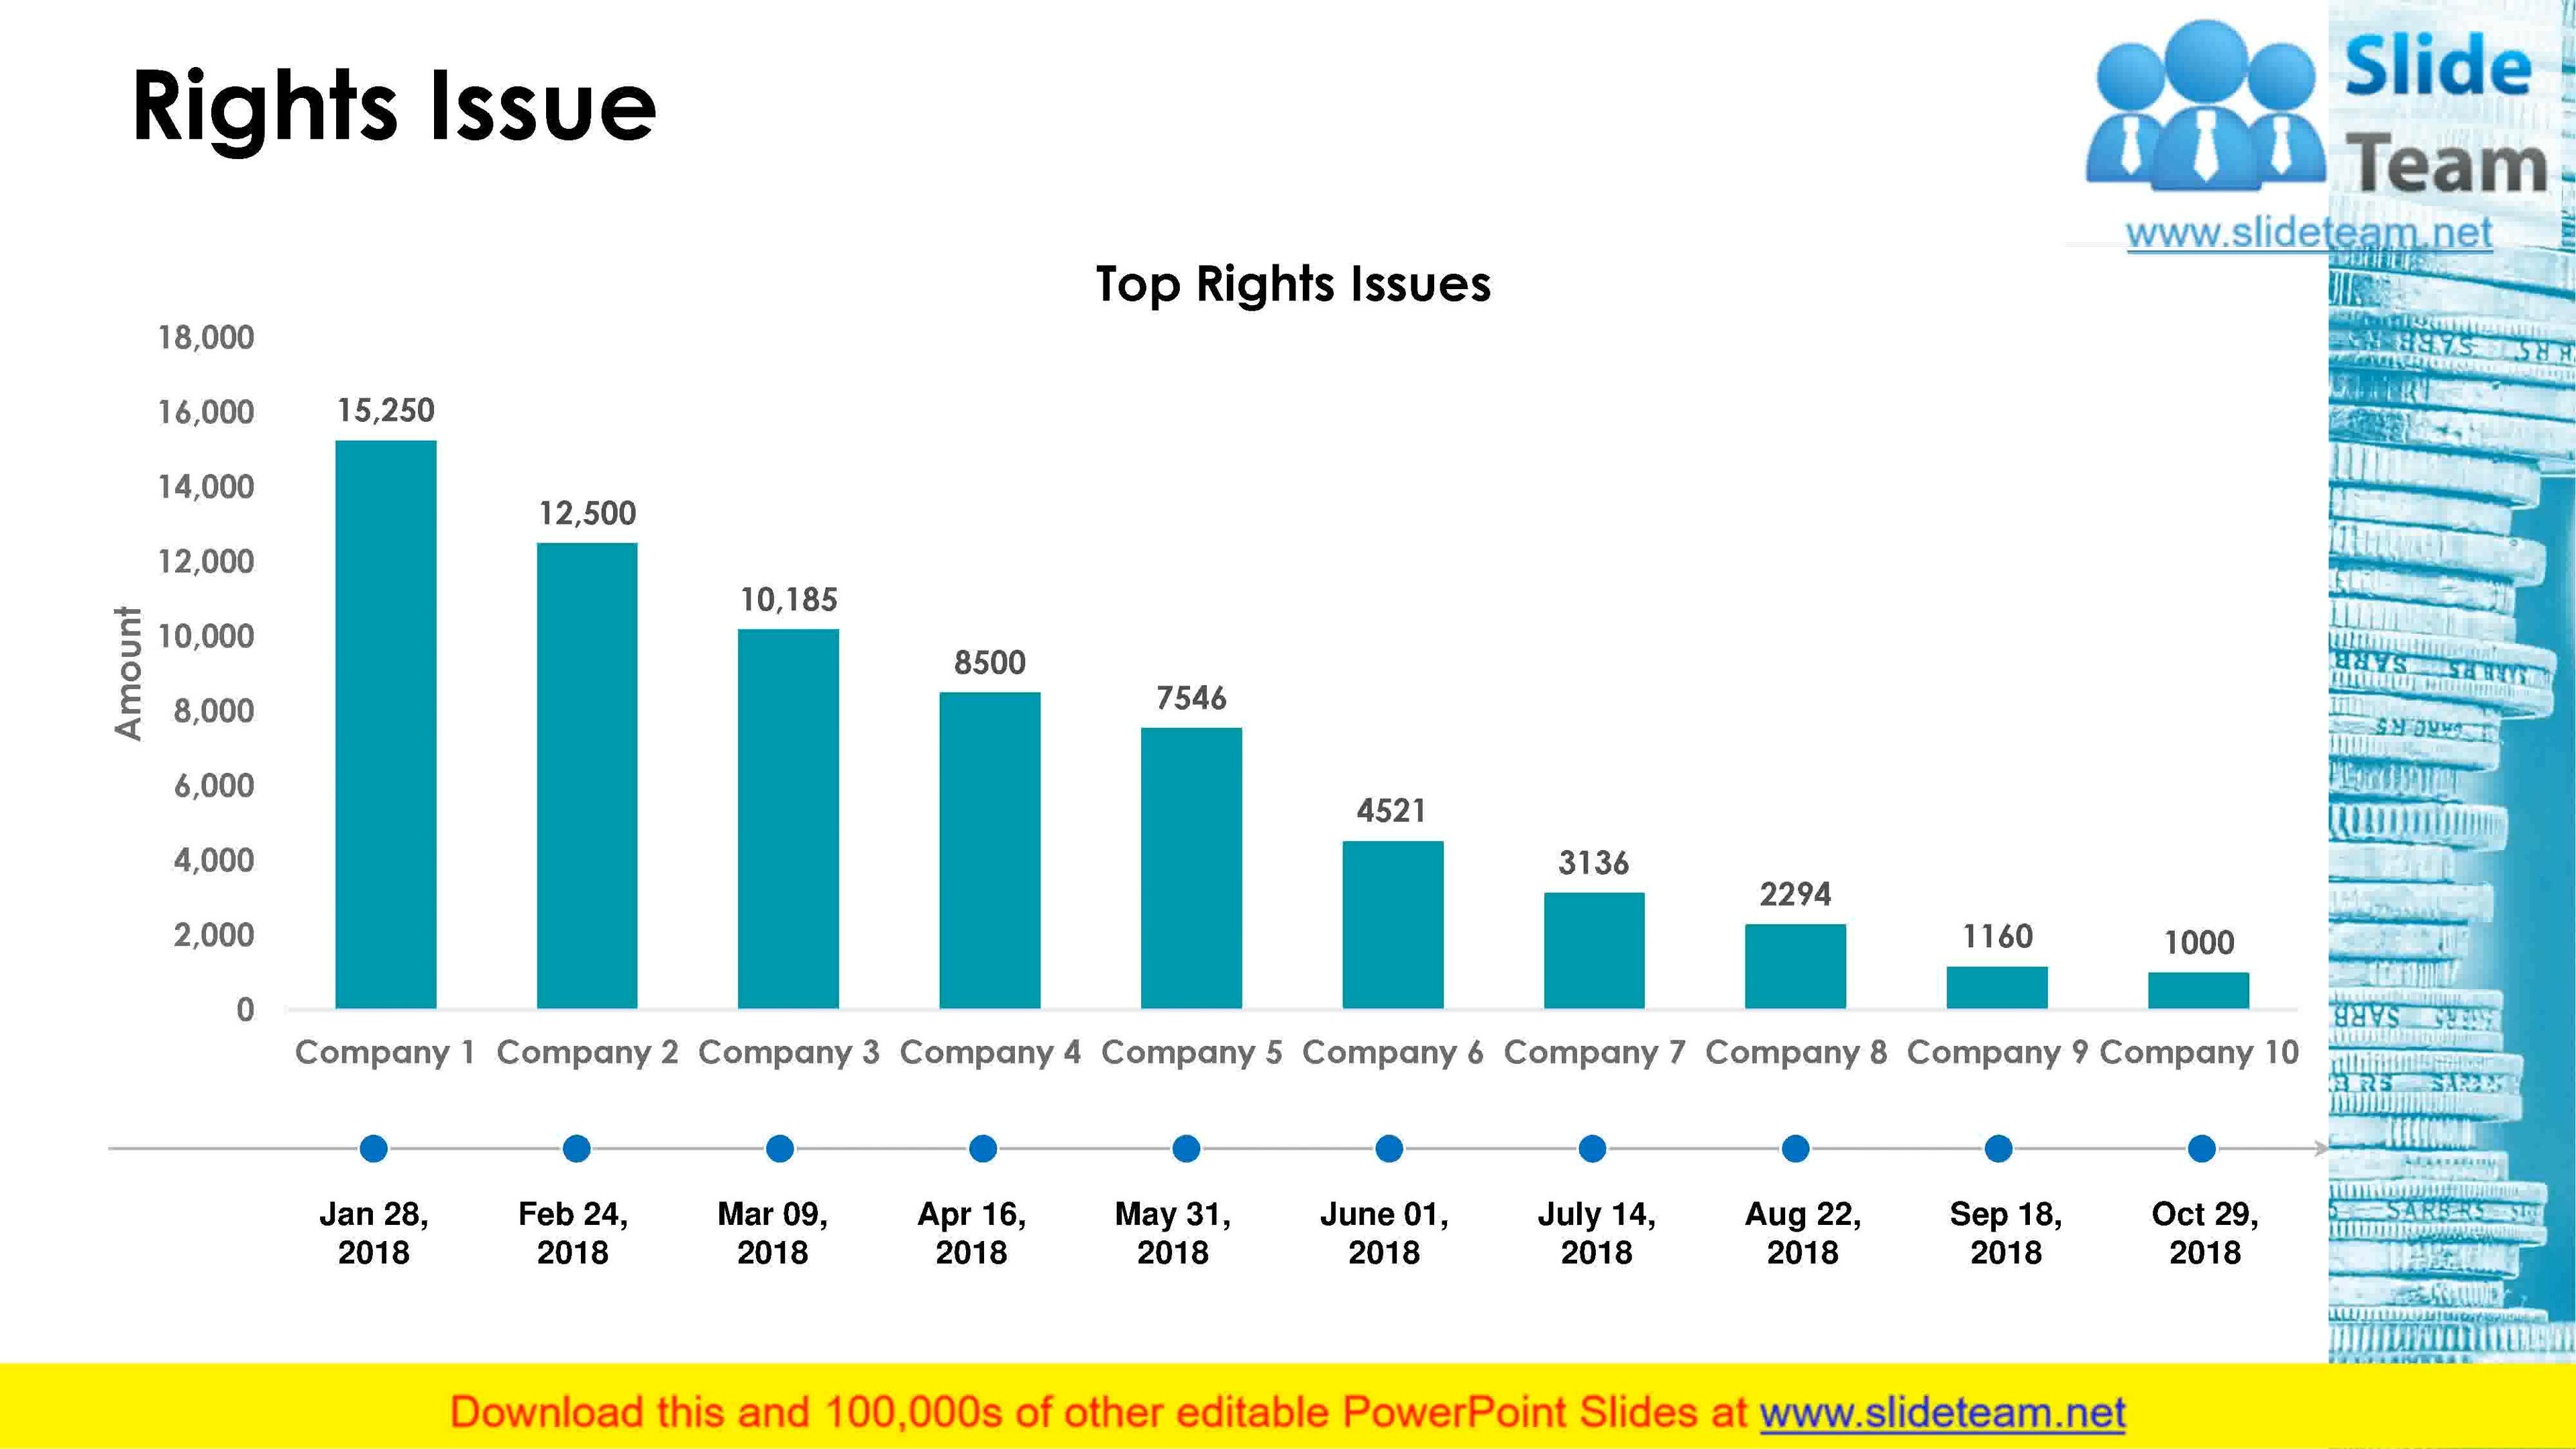 Rights Issue
Slide
Team
www.slideteam.net
Top Rights Issues
Amount
18,000
16,000
14,000
12,000
10,000
8,000
6,000
4,000
2,000
0
15,250
12,500
10,185
8500
7546
4521
3136
2294
1160
1000
Company 1 Company 2 Company 3 Company 4 Company 5 Company 6 Company 7 Company 8 Company 9 Company 10
Jan 28, Feb 24, Mar 09, Apr 16, May 31, June 01, July 14, Aug 22, Sep 18, Oct 29,
2018 2018 2018 2018 2018 2018 2018 2018 2018 2018
Download this and 100,000s of other editable PowerPoint Slides at www.slideteam.net